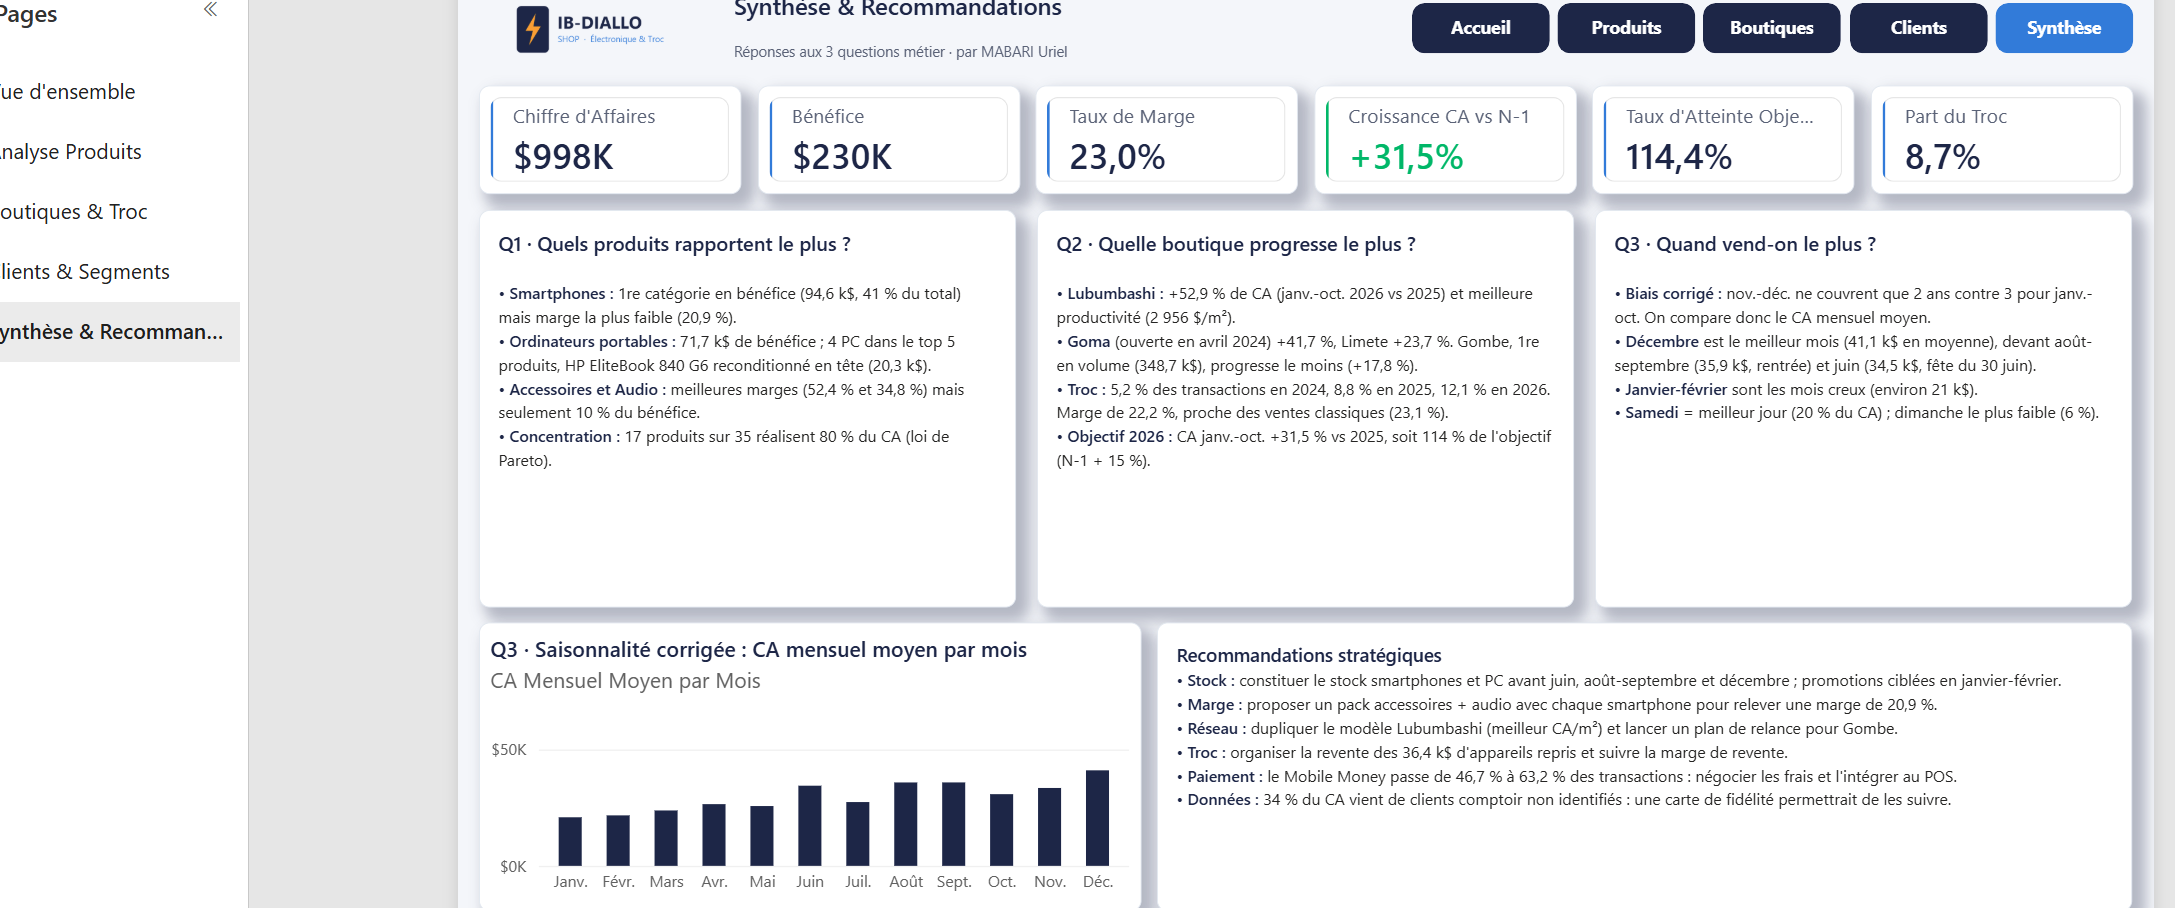 Pages
ue d'ensemble
nalyse Produits
outiques & Troc
lients & Segments
ynthèse & Recomman...
IB-DIALLO
SHOP · Électronique & Troc
Synthèse & Recommandations
Réponses aux 3 questions métier · par MABARI Uriel
Accueil
Produits
Boutiques
Clients
Synthèse
Chiffre d'Affaires
$998K
Bénéfice
$230K
Taux de Marge
23,0%
Croissance CA vs N-1
+31,5%
Taux d'Atteinte Obje...
114,4%
Part du Troc
8,7%
Q1 · Quels produits rapportent le plus ?
• Smartphones : 1re catégorie en bénéfice (94,6 k$, 41 % du total)
mais marge la plus faible (20,9 %).
• Ordinateurs portables : 71,7 k$ de bénéfice ; 4 PC dans le top 5
produits, HP EliteBook 840 G6 reconditionné en tête (20,3 k$).
• Accessoires et Audio : meilleures marges (52,4 % et 34,8 %) mais
seulement 10 % du bénéfice.
• Concentration : 17 produits sur 35 réalisent 80 % du CA (loi de
Pareto).
Q2 · Quelle boutique progresse le plus ?
• Lubumbashi : +52,9 % de CA (janv.-oct. 2026 vs 2025) et meilleure
productivité (2 956 $/m²).
• Goma (ouverte en avril 2024) +41,7 %, Limete +23,7 %. Gombe, 1re
en volume (348,7 k$), progresse le moins (+17,8 %).
• Troc : 5,2 % des transactions en 2024, 8,8 % en 2025, 12,1 % en 2026.
Marge de 22,2 %, proche des ventes classiques (23,1 %).
• Objectif 2026 : CA janv.-oct. +31,5 % vs 2025, soit 114 % de l'objectif
(N-1 + 15 %).
Q3 · Quand vend-on le plus ?
• Biais corrigé : nov.-déc. ne couvrent que 2 ans contre 3 pour janv.-
oct. On compare donc le CA mensuel moyen.
• Décembre est le meilleur mois (41,1 k$ en moyenne), devant août-
septembre (35,9 k$, rentrée) et juin (34,5 k$, fête du 30 juin).
• Janvier-février sont les mois creux (environ 21 k$).
• Samedi = meilleur jour (20 % du CA) ; dimanche le plus faible (6 %).
Q3 · Saisonnalité corrigée : CA mensuel moyen par mois
CA Mensuel Moyen par Mois
$50K
$0K
Janv. Févr. Mars Avr. Mai Juin Juil. Août Sept. Oct. Nov. Déc.
Recommandations stratégiques
• Stock : constituer le stock smartphones et PC avant juin, août-septembre et décembre ; promotions ciblées en janvier-février.
• Marge : proposer un pack accessoires + audio avec chaque smartphone pour relever une marge de 20,9 %.
• Réseau : dupliquer le modèle Lubumbashi (meilleur CA/m²) et lancer un plan de relance pour Gombe.
• Troc : organiser la revente des 36,4 k$ d'appareils repris et suivre la marge de revente.
• Paiement : le Mobile Money passe de 46,7 % à 63,2 % des transactions : négocier les frais et l'intégrer au POS.
• Données : 34 % du CA vient de clients comptoir non identifiés : une carte de fidélité permettrait de les suivre.